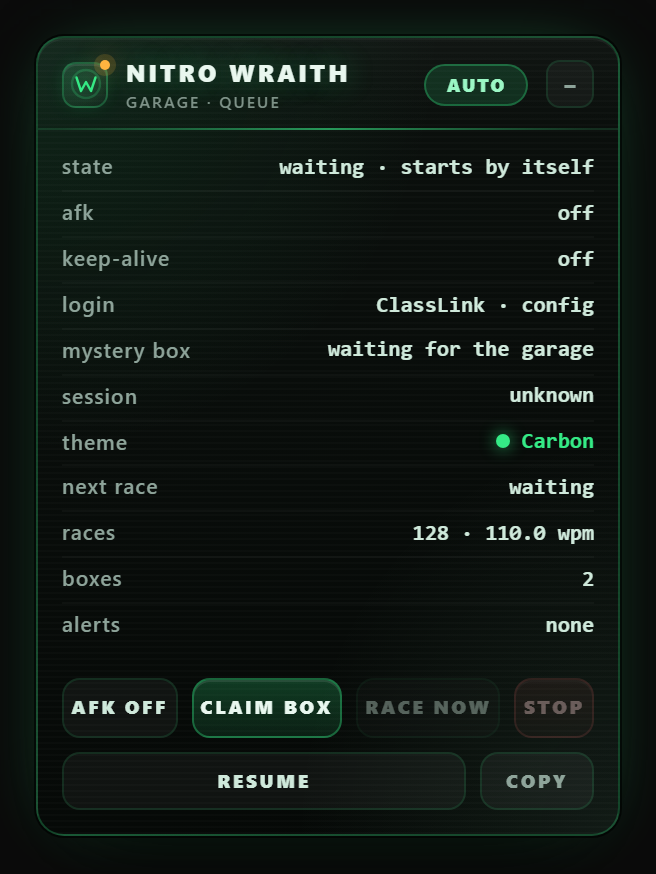 W
NITRO WRAITH
GARAGE · QUEUE
AUTO
–
state waiting · starts by itself
afk off
keep-alive off
login ClassLink · config
mystery box waiting for the garage
session unknown
theme Carbon
next race waiting
races 128 · 110.0 wpm
boxes 2
alerts none
AFK OFF CLAIM BOX RACE NOW STOP
RESUME COPY